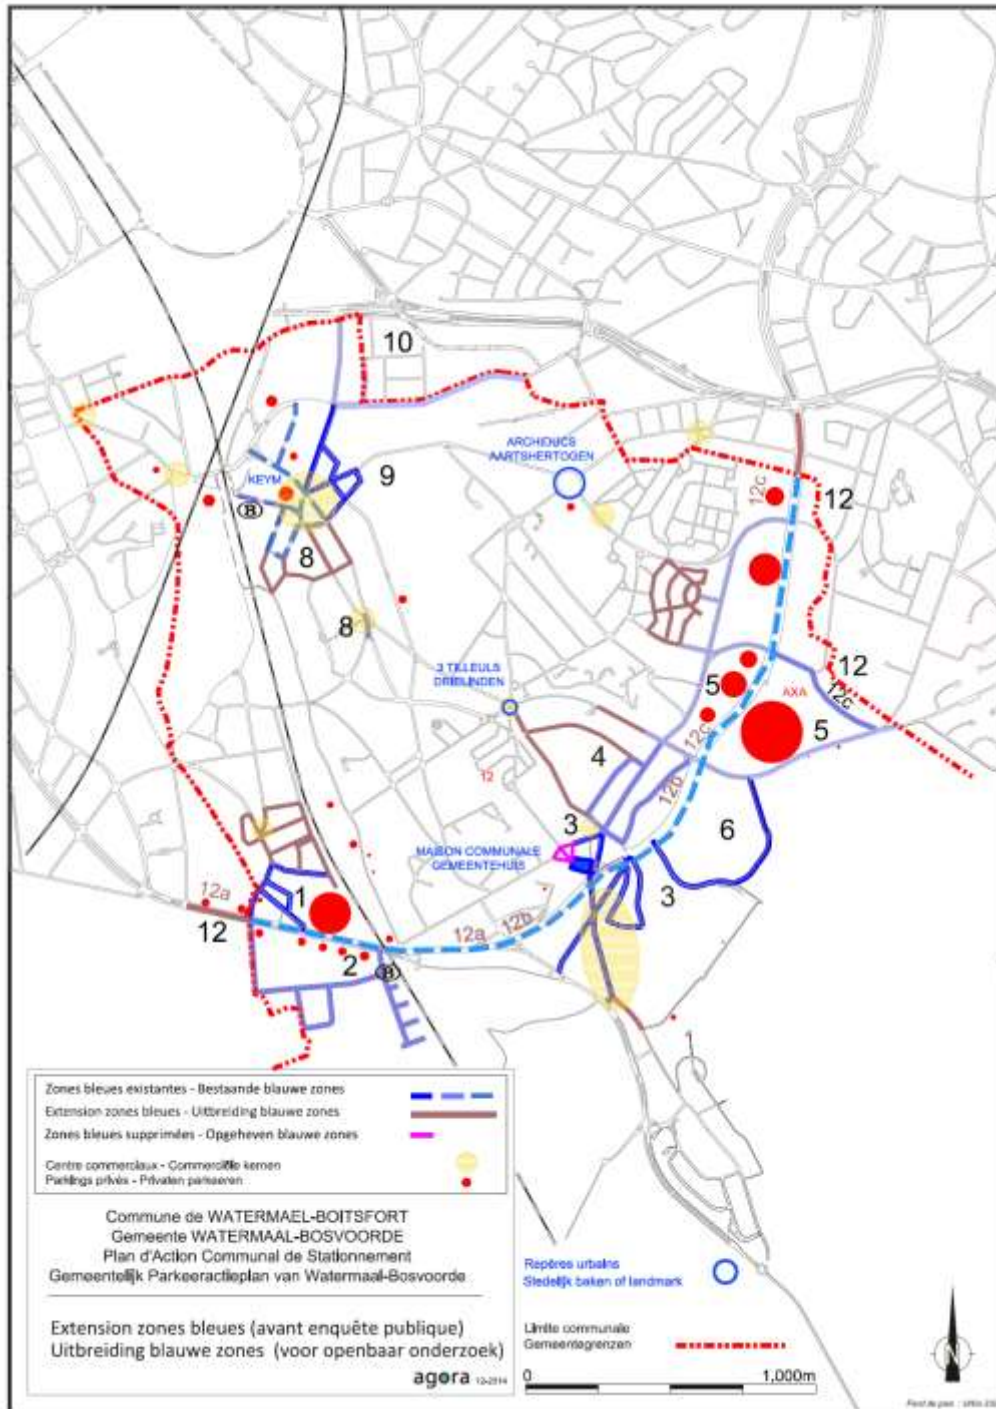 10
ARCHIDUCS
AARTSHERTOGEN
KEYM
9
B
12c
12
8
8
3 TILLEULS
DRIELINDEN
12
5
12c
AXA
5
12c
4
12
12b
3
6
MAISON COMMUNALE
GEMEENTEHUIS
12a
1
12
3
12a - 12b
2
B
Zones bleues existantes - Bestaande blauwe zones
Extension zones bleues - Uitbreiding blauwe zones
Zones bleues supprimées - Opgeheven blauwe zones
Centre commerciaux - Commerciële kernen
Parkings privés - Privaten parkeeren
Commune de WATERMAEL-BOITSFORT
Gemeente WATERMAAL-BOSVOORDE
Plan d'Action Communal de Stationnement
Gemeentelijk Parkeeractieplan van Watermaal-Bosvoorde
Extension zones bleues (avant enquête publique)
Uitbreiding blauwe zones (voor openbaar onderzoek)
agora 12-2014
Repères urbains
Stedelijk baken of landmark
Limite communale
Gemeentegrenzen
0
1,000m
N